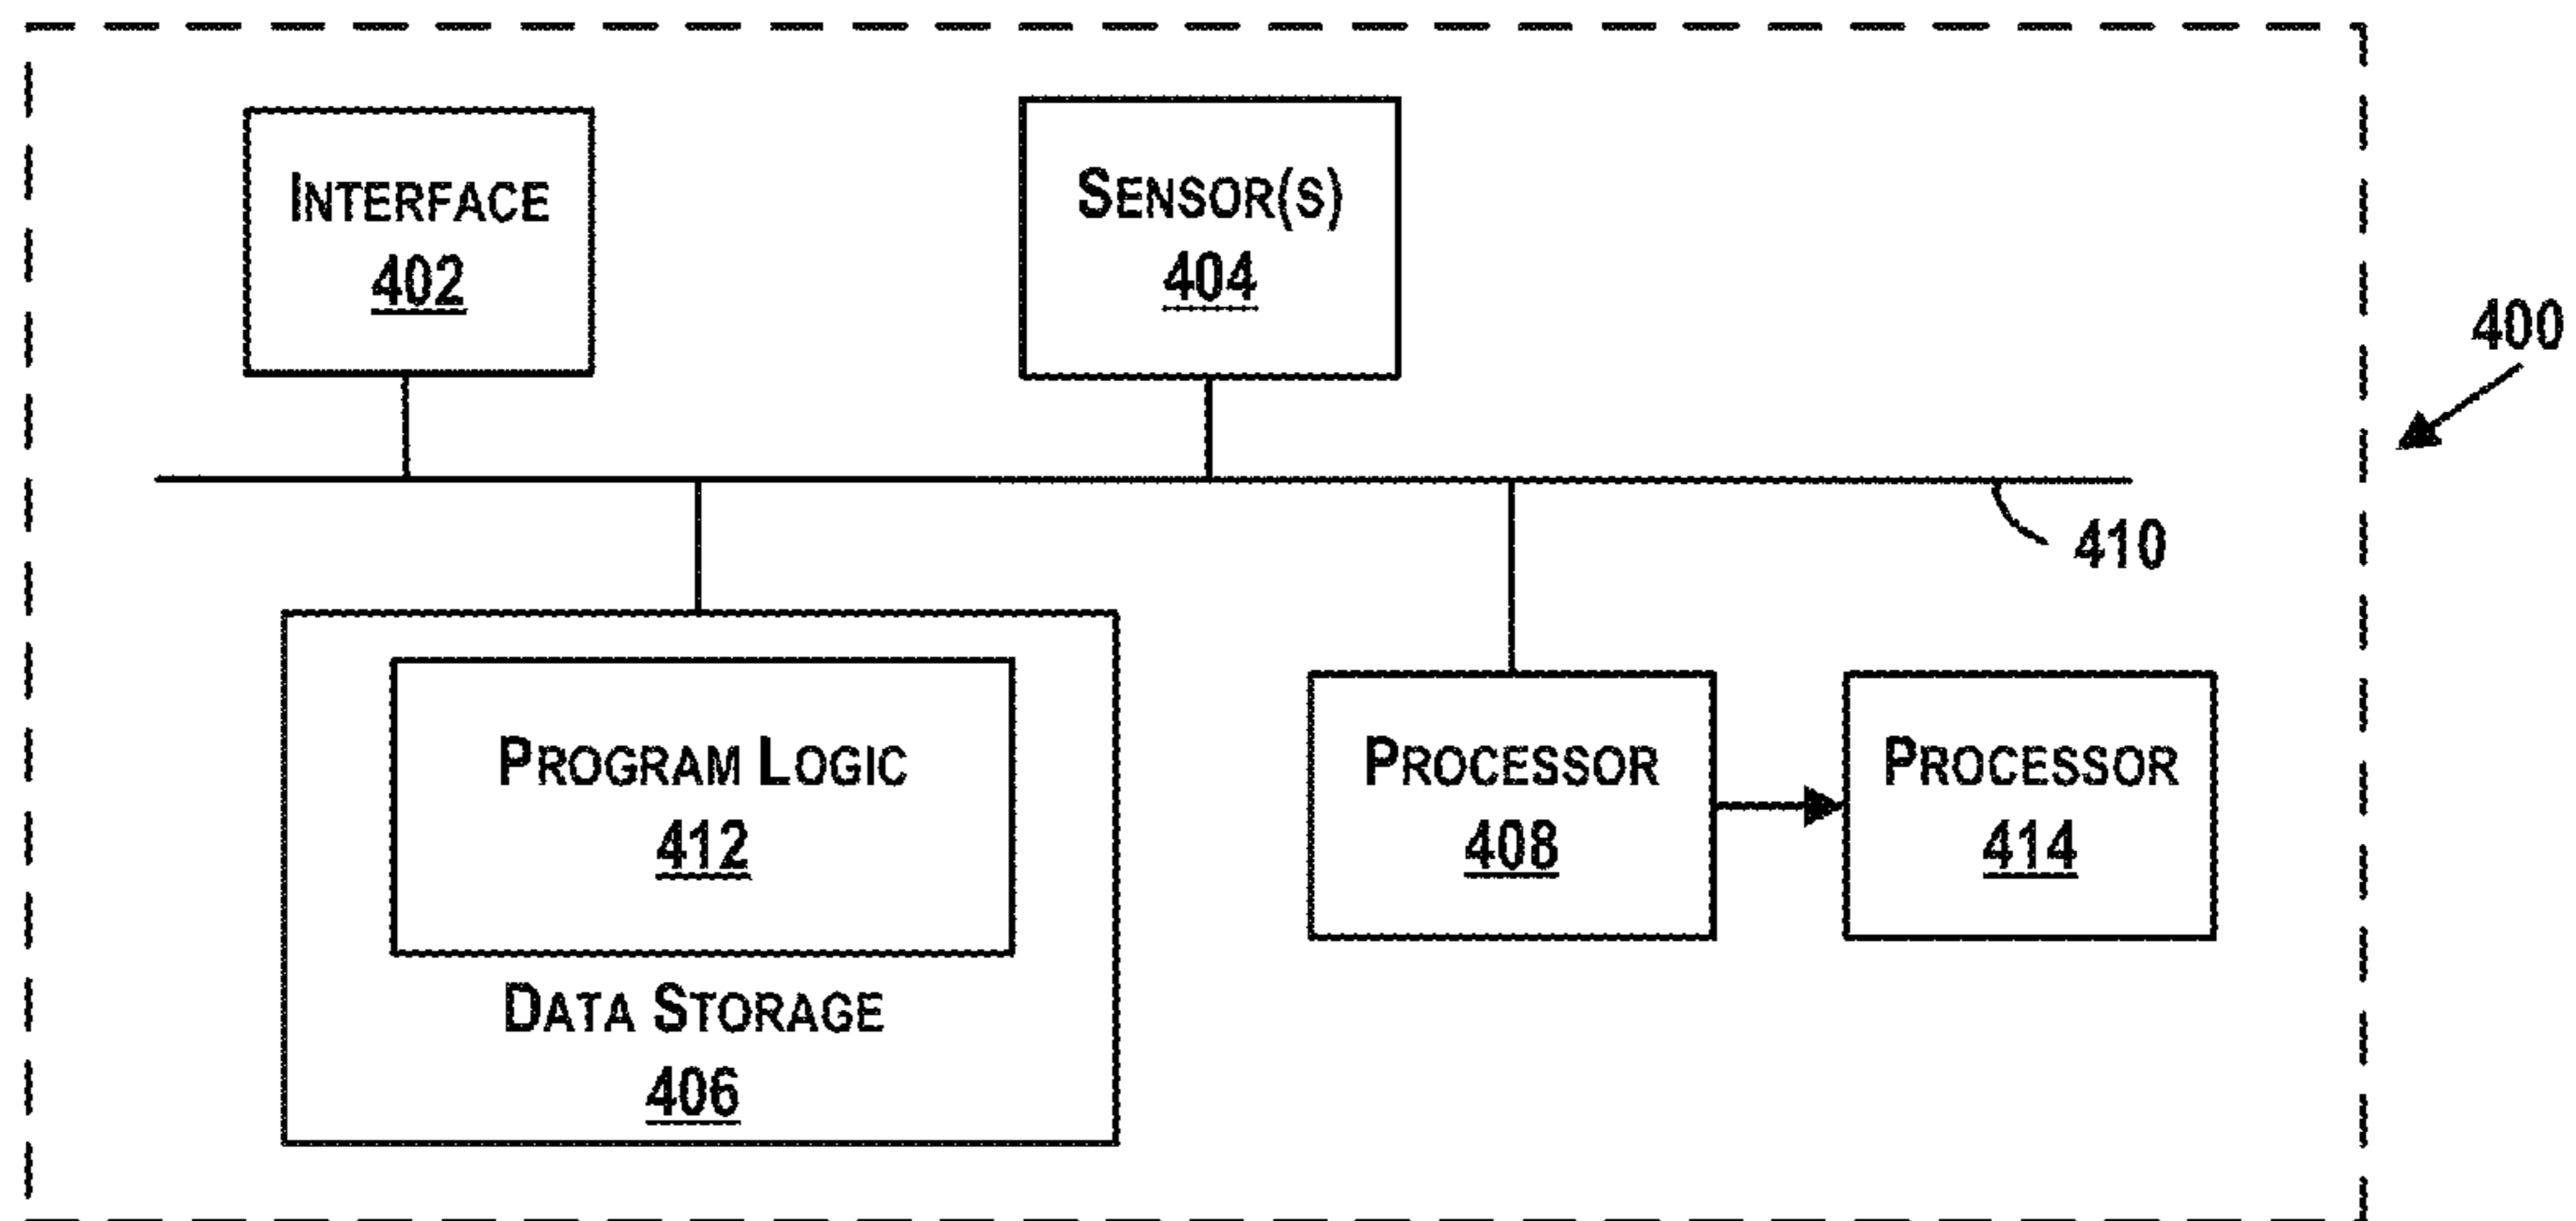 INTERFACE
402
SENSOR(S)
404
400
410
PROGRAM LOGIC
412
DATA STORAGE
406
PROCESSOR
408
PROCESSOR
414